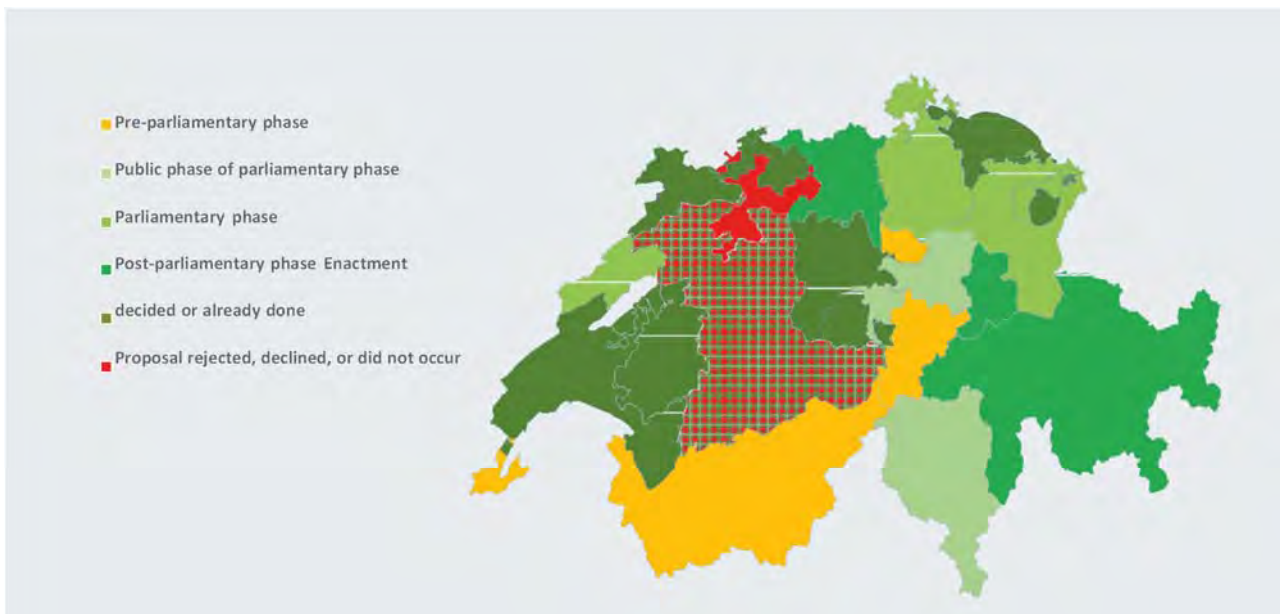 Pre-parliamentary phase
Public phase of parliamentary phase
Parliamentary phase
Post-parliamentary phase Enactment
decided or already done
Proposal rejected, declined, or did not occur